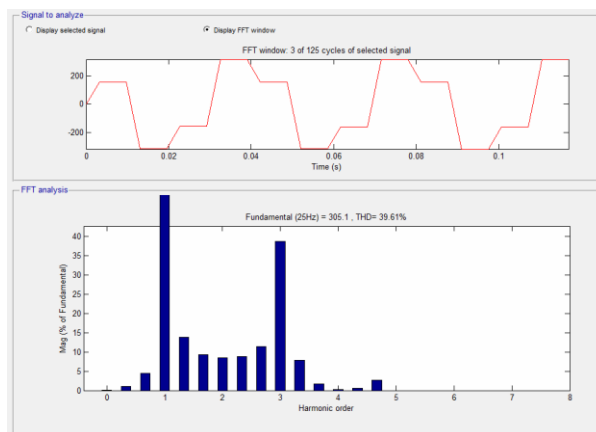 Signal to analyze
Display selected signal Display FFT window
FFT window: 3 of 125 cycles of selected signal
200
0
-200
0 0.02 0.04 0.06 0.08 0.1
Time (s)
FFT analysis
Fundamental (25Hz) = 305.1 , THD= 39.61%
40
35
30
25
20
15
10
5
0
Mag (% of Fundamental)
0 1 2 3 4 5 6 7 8
Harmonic order